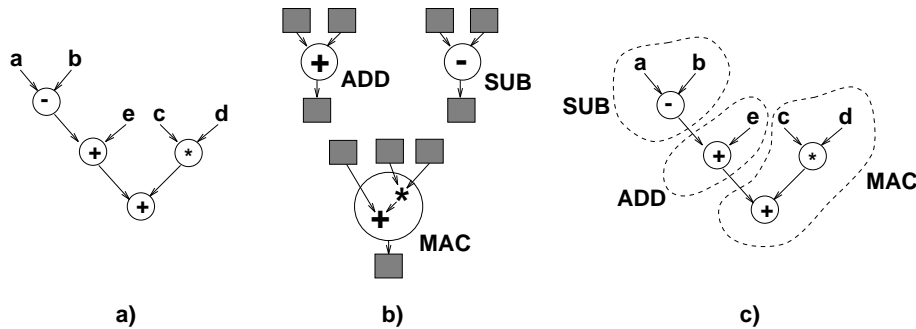 a b
-
e c d
+ *
+
a)
+ ADD
- SUB
*
+
MAC
b)
a b
SUB -
e c d
+ *
ADD MAC
+
c)